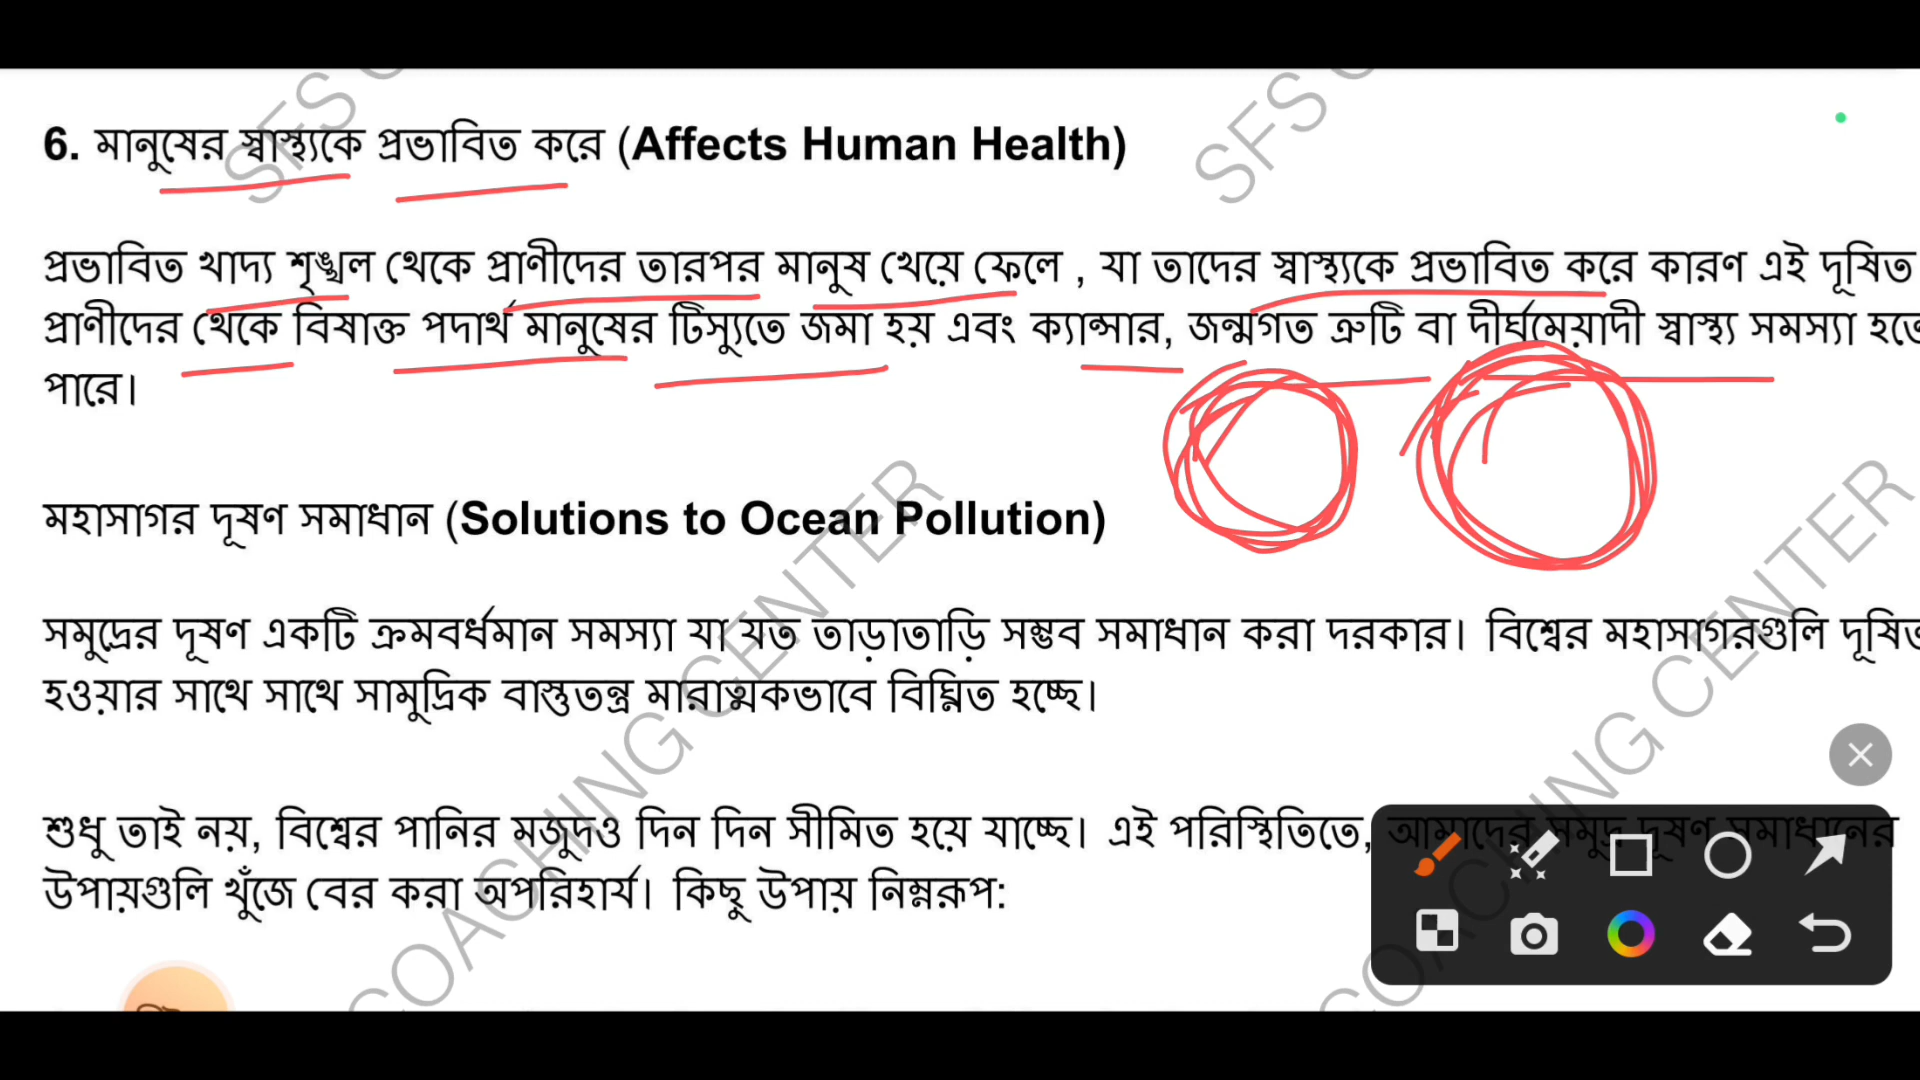 6. মানুষের স্বাস্থ্যকে প্রভাবিত করে (Affects Human Health)
প্রভাবিত খাদ্য শৃঙ্খল থেকে প্রাণীদের তারপর মানুষ খেয়ে ফেলে , যা তাদের স্বাস্থ্যকে প্রভাবিত করে কারণ এই দূষিত
প্রাণীদের থেকে বিষাক্ত পদার্থ মানুষের টিস্যুতে জমা হয় এবং ক্যান্সার, জন্মগত ত্রুটি বা দীর্ঘমেয়াদী স্বাস্থ্য সমস্যা হতে
পারে।
মহাসাগর দূষণ সমাধান (Solutions to Ocean Pollution)
সমুদ্রের দূষণ একটি ক্রমবর্ধমান সমস্যা যা যত তাড়াতাড়ি সম্ভব সমাধান করা দরকার। বিশ্বের মহাসাগরগুলি দূষিত
হওয়ার সাথে সাথে সামুদ্রিক বাস্তুতন্ত্র মারাত্মকভাবে বিঘ্নিত হচ্ছে।
শুধু তাই নয়, বিশ্বের পানির মজুদও দিন দিন সীমিত হয়ে যাচ্ছে। এই পরিস্থিতিতে, আমাদের সমুদ্র দূষণ সমাধানের
উপায়গুলি খুঁজে বের করা অপরিহার্য। কিছু উপায় নিম্নরূপ:
SFS
SFS
COACHING CENTER
COACHING CENTER